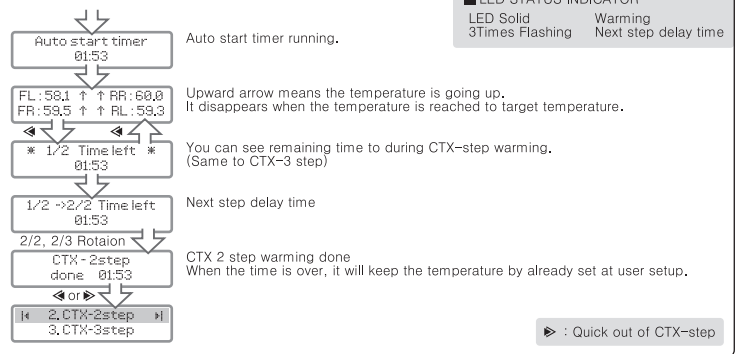 LED STATUS INDICATOR
LED Solid Warming
3Times Flashing Next step delay time
Auto start timer
01:53
Auto start timer running.
FL:58.1 ↑ ↑ RR:60.0
FR:59.5 ↑ ↑ RL:59.3
Upward arrow means the temperature is going up.
It disappears when the temperature is reached to target temperature.
* 1/2 Time left *
01:53
You can see remaining time to during CTX-step warming.
(Same to CTX-3 step)
1/2 ->2/2 Time left
01:53
Next step delay time
2/2, 2/3 Rotaion
CTX-2step
done 01:53
CTX 2 step warming done
When the time is over, it will keep the temperature by already set at user setup.
or
2.CTX-2step
3.CTX-3step
: Quick out of CTX-step